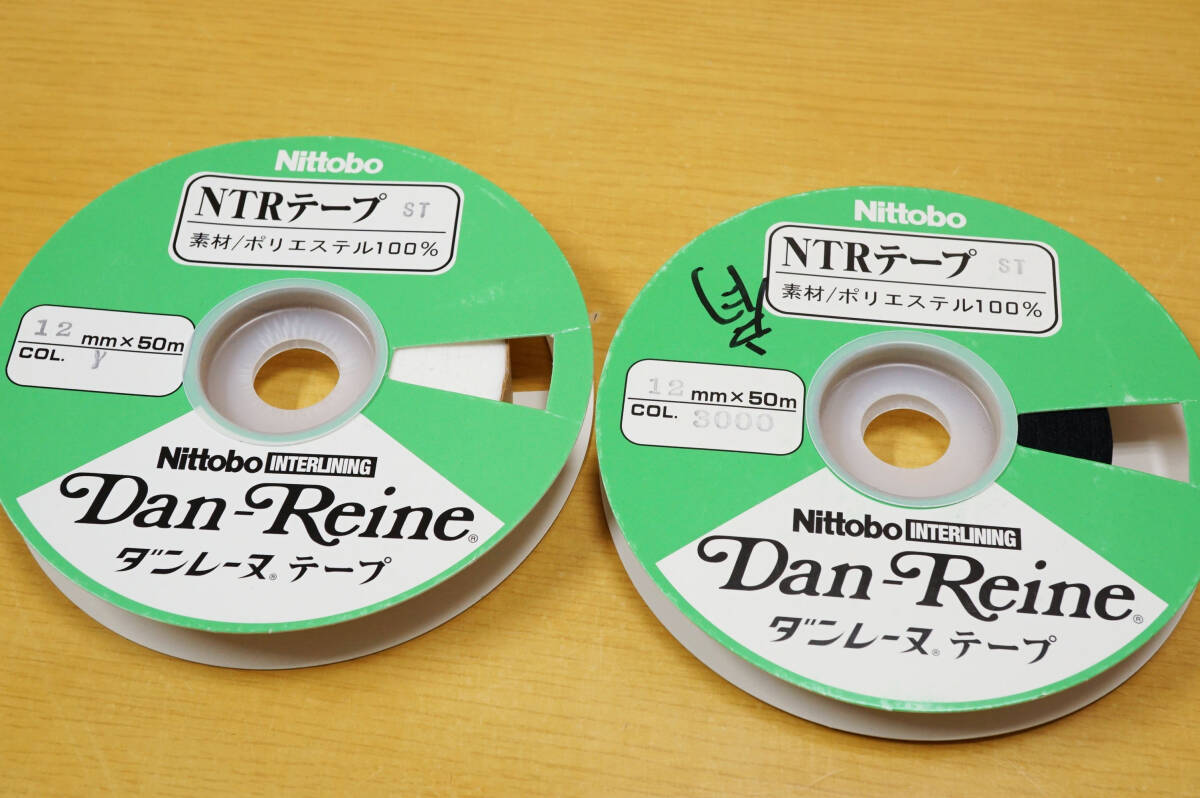 Nittobo
NTRテープ ST
素材/ポリエステル100%
12 mm×50m
COL. Y
Nittobo INTERLINING
Dan-Reine®
ダンレーヌ® テープ
Nittobo
NTRテープ ST
素材/ポリエステル100%
12 mm×50m
COL. 3000
Nittobo INTERLINING
Dan-Reine®
ダンレーヌ® テープ